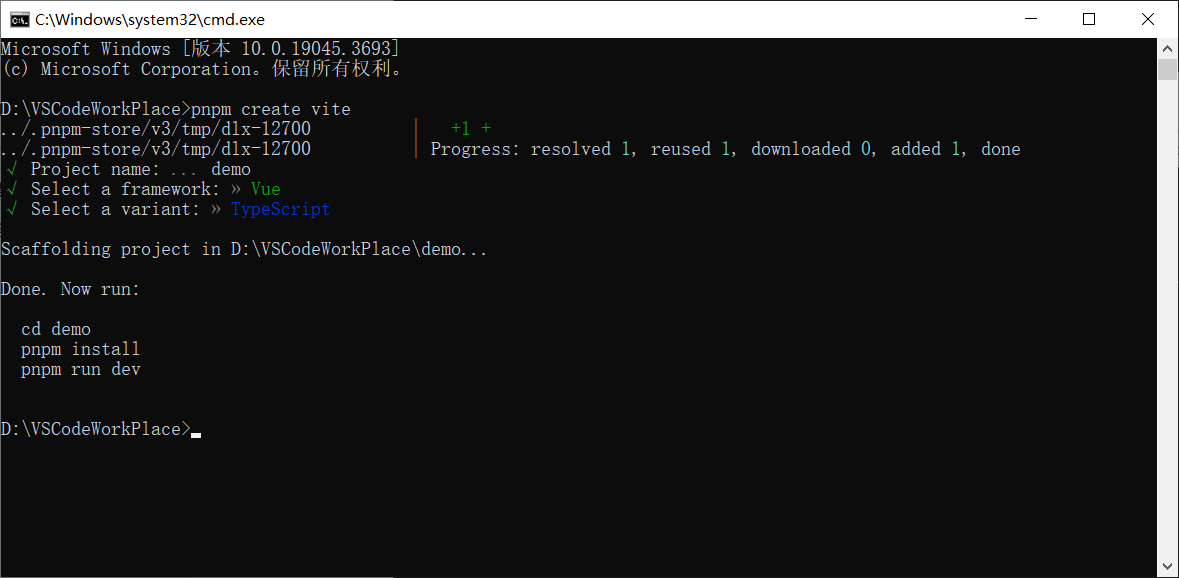 C:\Windows\system32\cmd.exe
Microsoft Windows [版本 10.0.19045.3693]
(c) Microsoft Corporation。保留所有权利。
D:\VSCodeWorkPlace>pnpm create vite
../.pnpm-store/v3/tmp/dlx-12700 | +1 +
../.pnpm-store/v3/tmp/dlx-12700 | Progress: resolved 1, reused 1, downloaded 0, added 1, done
√ Project name: ... demo
√ Select a framework: » Vue
√ Select a variant: » TypeScript
Scaffolding project in D:\VSCodeWorkPlace\demo...
Done. Now run:
cd demo
pnpm install
pnpm run dev
D:\VSCodeWorkPlace>